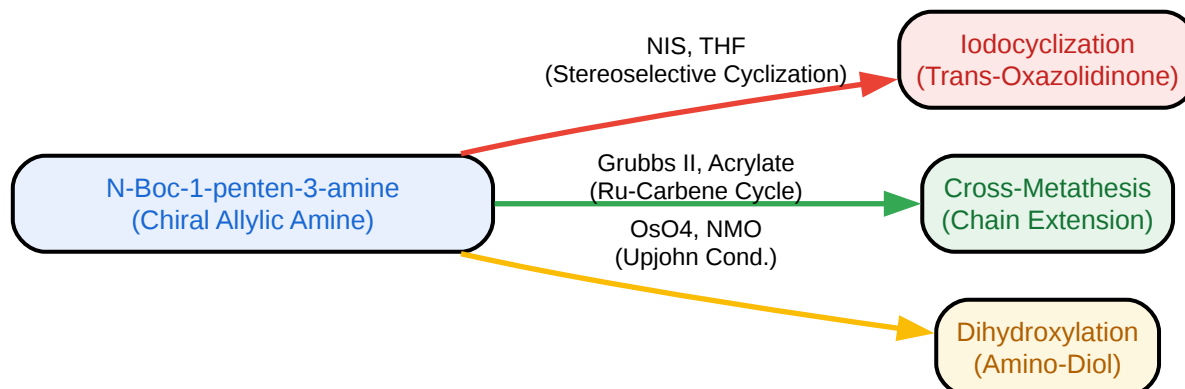 NIS, THF
(Stereoselective Cyclization)
Iodocyclization
(Trans-Oxazolidinone)
N-Boc-1-penten-3-amine
(Chiral Allylic Amine)
Grubbs II, Acrylate
(Ru-Carbene Cycle)
Cross-Metathesis
(Chain Extension)
OsO4, NMO
(Upjohn Cond.)
Dihydroxylation
(Amino-Diol)